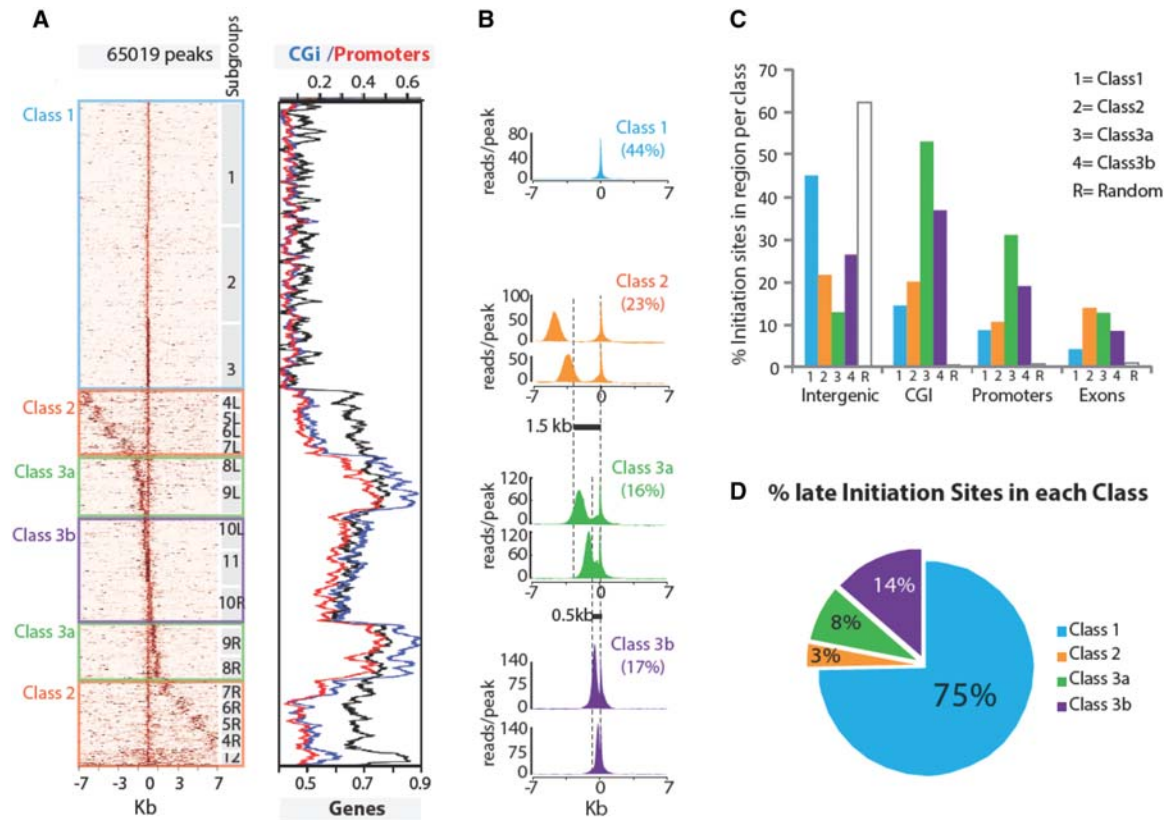 A
65019 peaks
Subgroups
CGi /Promoters
0.2 0.4 0.6
Class 1
1
2
3
Class 2
4L
5L
6L
7L
Class 3a
8L
9L
Class 3b
10L
11
10R
Class 3a
9R
8R
Class 2
7R
6R
5R
4R
12
-7 -3 0 3 7
Kb
0.5 0.7 0.9
Genes
B
reads/peak
80
40
0
Class 1
(44%)
-7 0 7
reads/peak
100
50
0
Class 2
(23%)
50
0
-7 0 7
1.5 kb
reads/peak
120
60
0
Class 3a
(16%)
120
60
0
-7 0 7
0.5kb
reads/peak
140
75
0
Class 3b
(17%)
140
75
0
-7 0 7
Kb
C
% Initiation sites in region per class
70
60
50
40
30
20
10
0
1= Class1
2= Class2
3= Class3a
4= Class3b
R= Random
1 2 3 4 R 1 2 3 4 R 1 2 3 4 R 1 2 3 4 R
Intergenic CGI Promoters Exons
D % late Initiation Sites in each Class
14%
8%
3%
75%
Class 1
Class 2
Class 3a
Class 3b